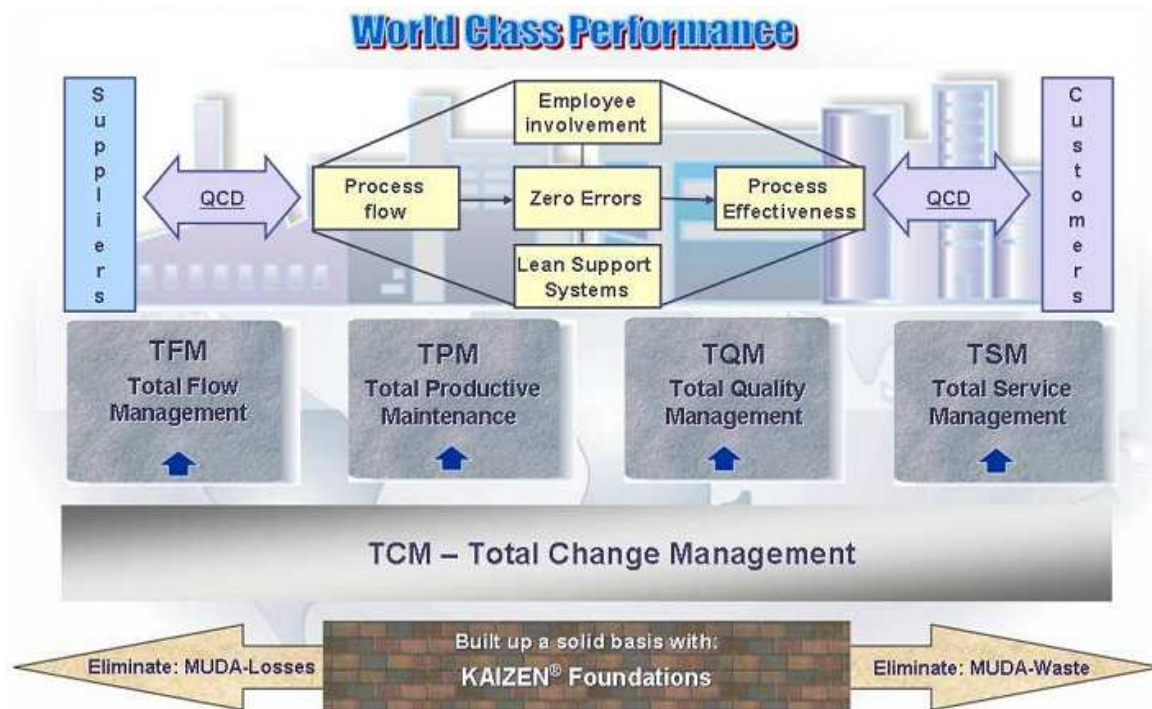 World Class Performance
Suppliers
QCD
Employee
involvement
Process
flow
Zero Errors
Process
Effectiveness
Lean Support
Systems
QCD
Customers
TFM
Total Flow
Management
TPM
Total Productive
Maintenance
TQM
Total Quality
Management
TSM
Total Service
Management
TCM – Total Change Management
Eliminate: MUDA-Losses
Built up a solid basis with:
KAIZEN® Foundations
Eliminate: MUDA-Waste